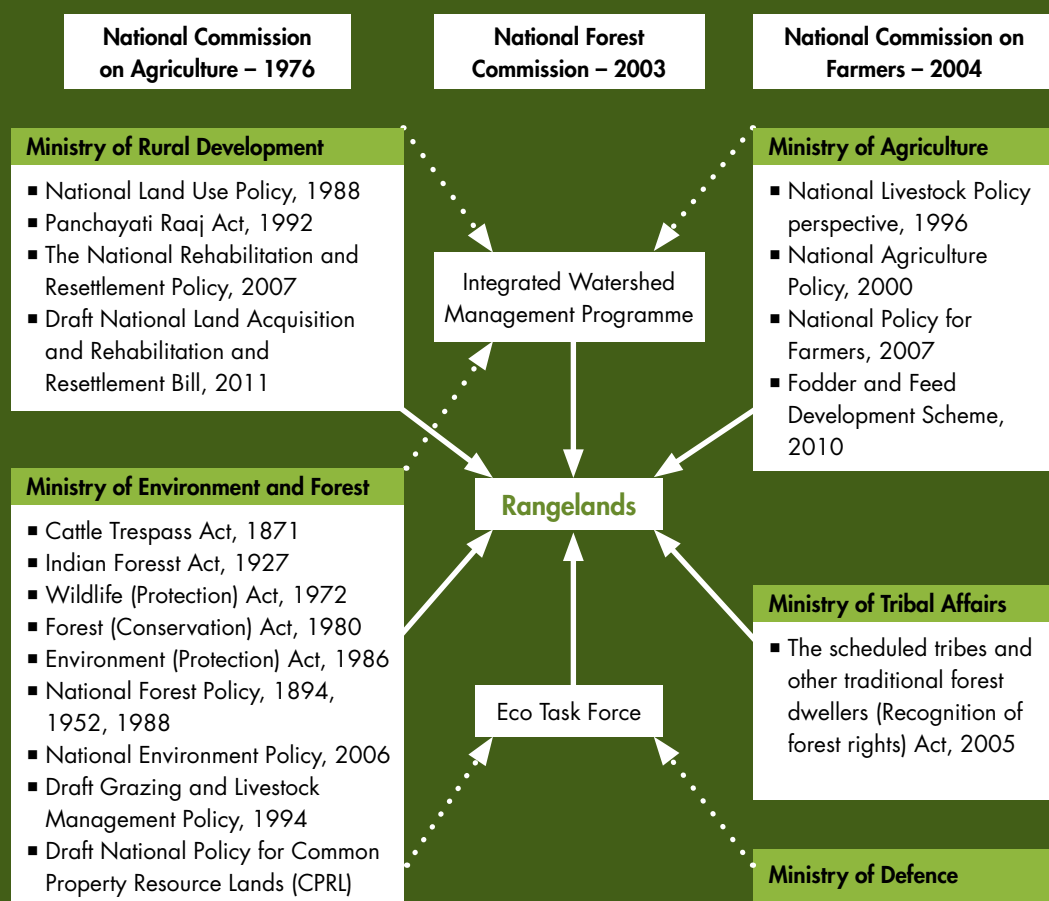 National Commission
on Agriculture – 1976
National Forest
Commission – 2003
National Commission on
Farmers – 2004
Ministry of Rural Development
▪ National Land Use Policy, 1988
▪ Panchayati Raaj Act, 1992
▪ The National Rehabilitation and
Resettlement Policy, 2007
▪ Draft National Land Acquisition
and Rehabilitation and
Resettlement Bill, 2011
Integrated Watershed
Management Programme
Ministry of Agriculture
▪ National Livestock Policy
perspective, 1996
▪ National Agriculture
Policy, 2000
▪ National Policy for
Farmers, 2007
▪ Fodder and Feed
Development Scheme,
2010
Rangelands
Ministry of Environment and Forest
▪ Cattle Trespass Act, 1871
▪ Indian Foresst Act, 1927
▪ Wildlife (Protection) Act, 1972
▪ Forest (Conservation) Act, 1980
▪ Environment (Protection) Act, 1986
▪ National Forest Policy, 1894,
1952, 1988
▪ National Environment Policy, 2006
▪ Draft Grazing and Livestock
Management Policy, 1994
▪ Draft National Policy for Common
Property Resource Lands (CPRL)
Eco Task Force
Ministry of Tribal Affairs
▪ The scheduled tribes and
other traditional forest
dwellers (Recognition of
forest rights) Act, 2005
Ministry of Defence